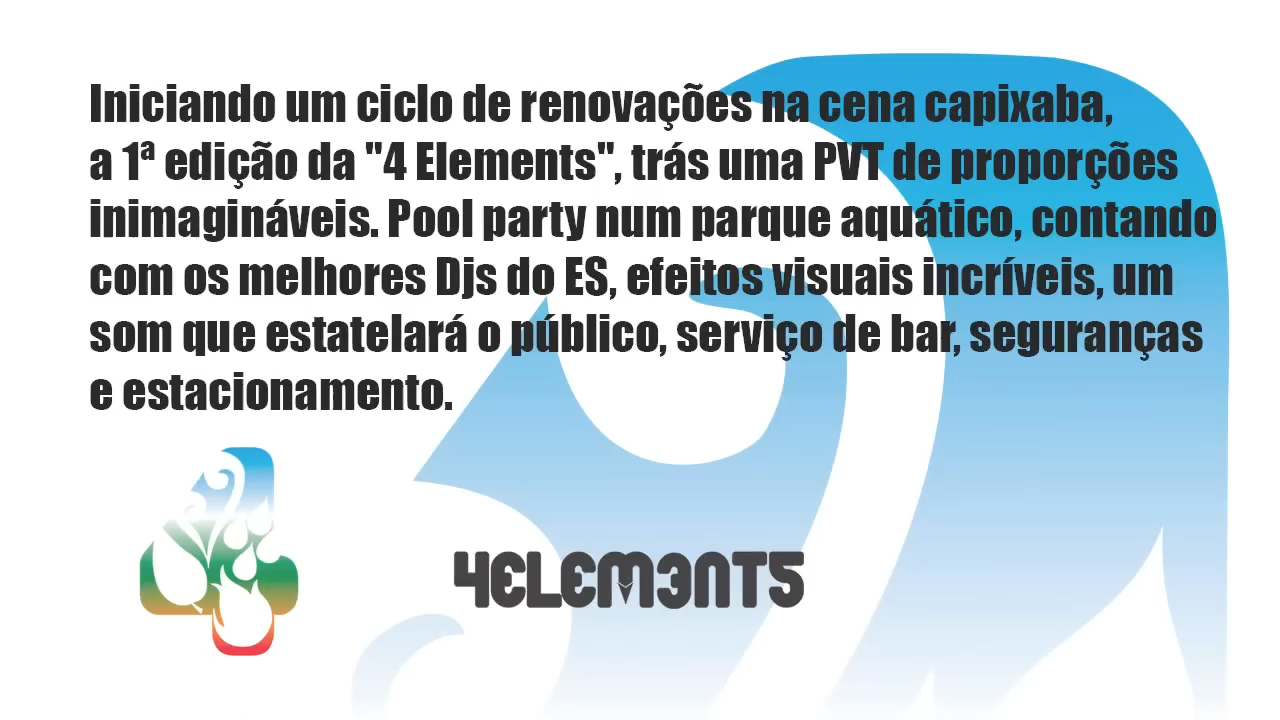 Iniciando um ciclo de renovações na cena capixaba,
a 1ª edição da "4 Elements", trás uma PVT de proporções
inimagináveis. Pool party num parque aquático, contando
com os melhores Djs do ES, efeitos visuais incríveis, um
som que estatelará o público, serviço de bar, seguranças
e estacionamento.
4ELEM3NT5